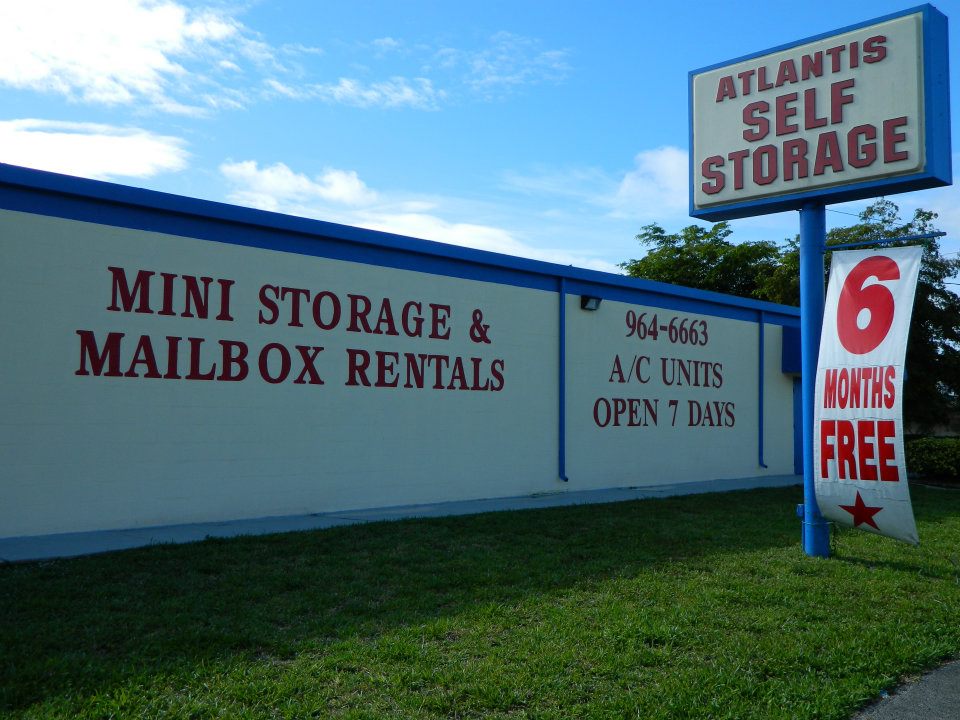 MINI STORAGE &
MAILBOX RENTALS
964-6663
A/C UNITS
OPEN 7 DAYS
ATLANTIS
SELF
STORAGE
6
MONTHS
FREE